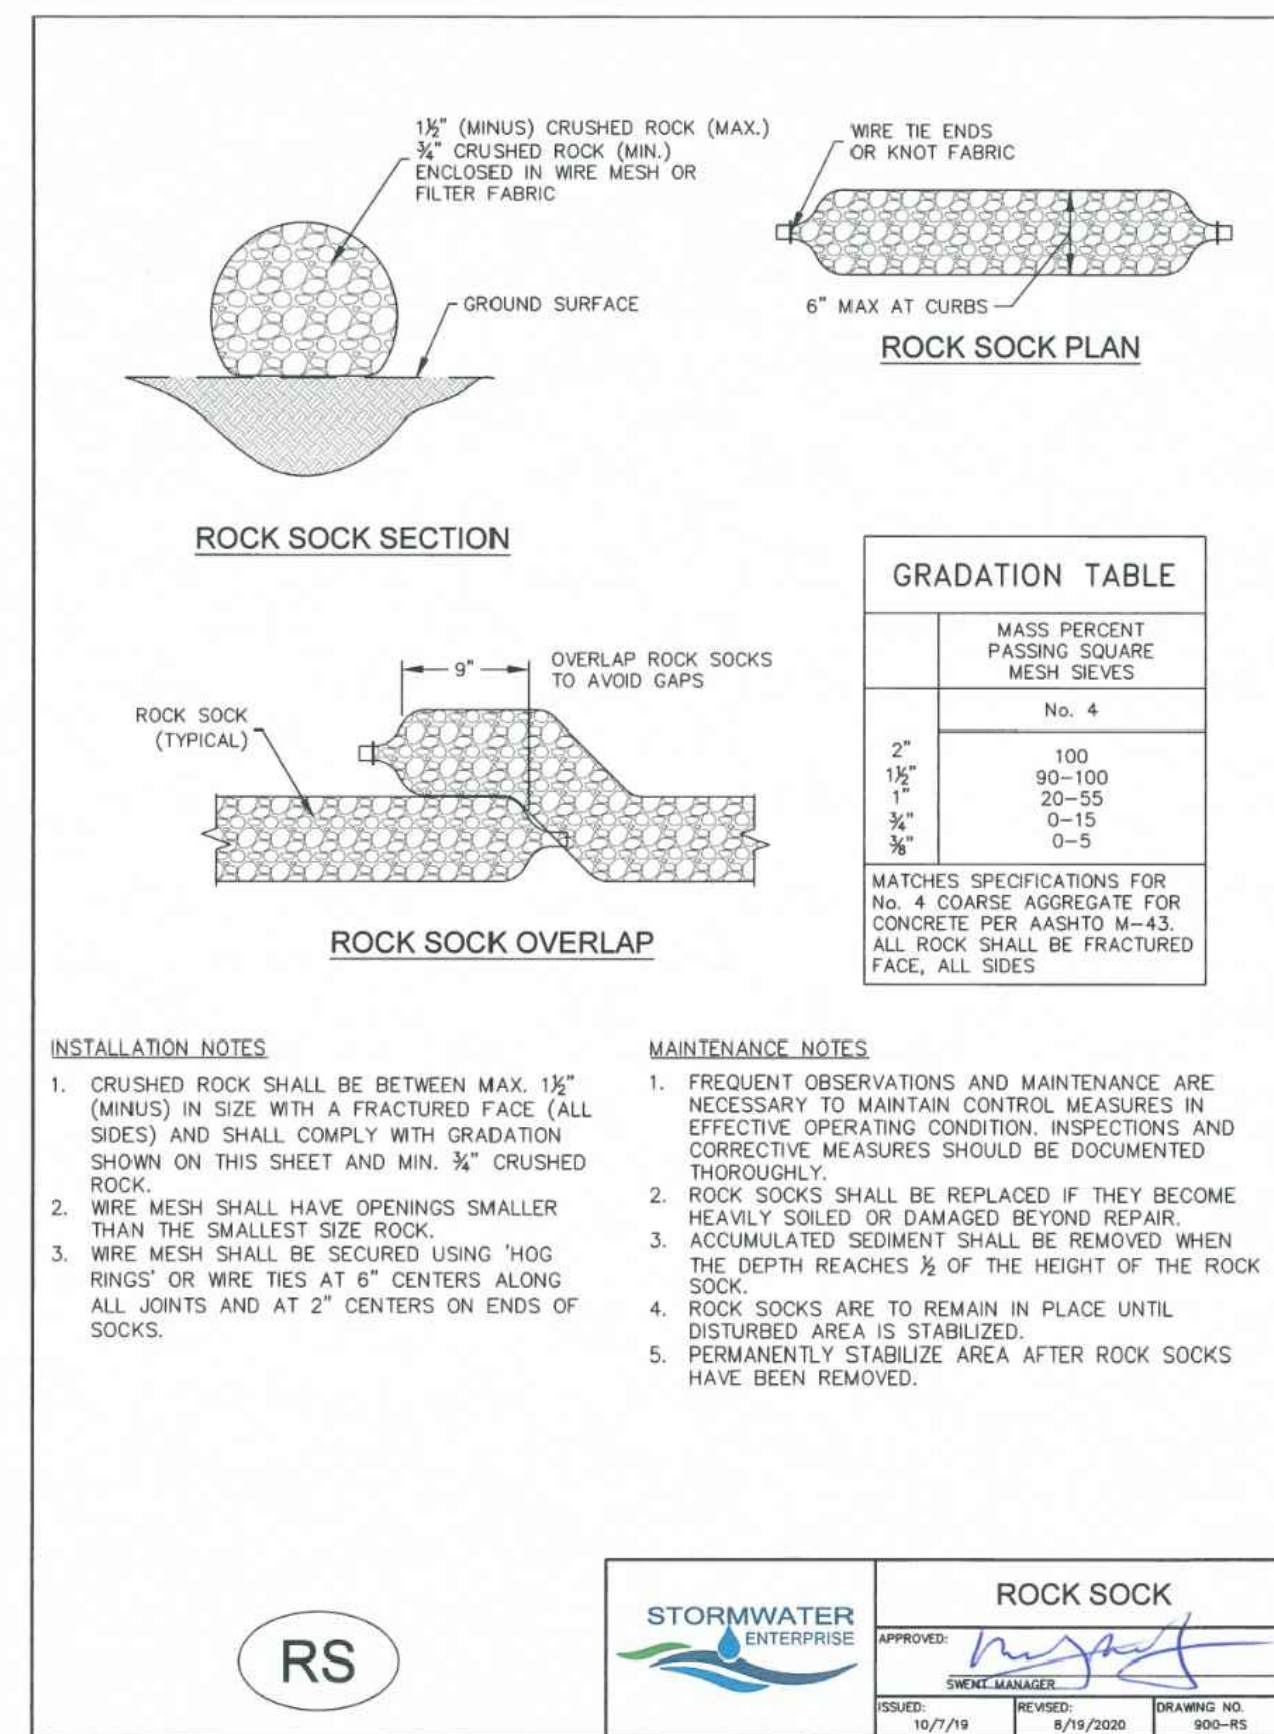 1½" (MINUS) CRUSHED ROCK (MAX.)
¾" CRUSHED ROCK (MIN.)
ENCLOSED IN WIRE MESH OR
FILTER FABRIC
GROUND SURFACE
ROCK SOCK SECTION
WIRE TIE ENDS
OR KNOT FABRIC
6" MAX AT CURBS
ROCK SOCK PLAN
9"
OVERLAP ROCK SOCKS
TO AVOID GAPS
ROCK SOCK
(TYPICAL)
ROCK SOCK OVERLAP
GRADATION TABLE
MASS PERCENT
PASSING SQUARE
MESH SIEVES
No. 4
2" 100
1½" 90-100
1" 20-55
¾" 0-15
⅜" 0-5
MATCHES SPECIFICATIONS FOR
No. 4 COARSE AGGREGATE FOR
CONCRETE PER AASHTO M-43.
ALL ROCK SHALL BE FRACTURED
FACE, ALL SIDES
INSTALLATION NOTES
1. CRUSHED ROCK SHALL BE BETWEEN MAX. 1½"
(MINUS) IN SIZE WITH A FRACTURED FACE (ALL
SIDES) AND SHALL COMPLY WITH GRADATION
SHOWN ON THIS SHEET AND MIN. ¾" CRUSHED
ROCK.
2. WIRE MESH SHALL HAVE OPENINGS SMALLER
THAN THE SMALLEST SIZE ROCK.
3. WIRE MESH SHALL BE SECURED USING 'HOG
RINGS' OR WIRE TIES AT 6" CENTERS ALONG
ALL JOINTS AND AT 2" CENTERS ON ENDS OF
SOCKS.
MAINTENANCE NOTES
1. FREQUENT OBSERVATIONS AND MAINTENANCE ARE
NECESSARY TO MAINTAIN CONTROL MEASURES IN
EFFECTIVE OPERATING CONDITION. INSPECTIONS AND
CORRECTIVE MEASURES SHOULD BE DOCUMENTED
THOROUGHLY.
2. ROCK SOCKS SHALL BE REPLACED IF THEY BECOME
HEAVILY SOILED OR DAMAGED BEYOND REPAIR.
3. ACCUMULATED SEDIMENT SHALL BE REMOVED WHEN
THE DEPTH REACHES ½ OF THE HEIGHT OF THE ROCK
SOCK.
4. ROCK SOCKS ARE TO REMAIN IN PLACE UNTIL
DISTURBED AREA IS STABILIZED.
5. PERMANENTLY STABILIZE AREA AFTER ROCK SOCKS
HAVE BEEN REMOVED.
RS
STORMWATER
ENTERPRISE
ROCK SOCK
APPROVED:
SWENT MANAGER
ISSUED:
10/7/19
REVISED:
8/19/2020
DRAWING NO.
900-RS